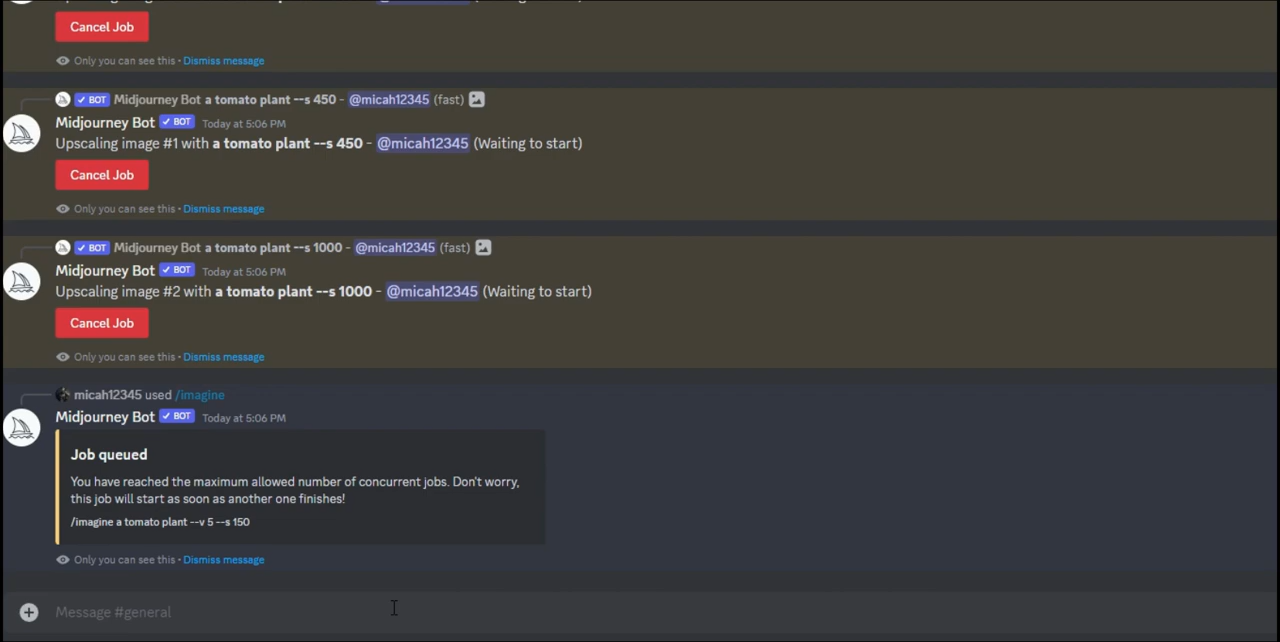 Cancel Job
Only you can see this • Dismiss message
✓ BOT Midjourney Bot a tomato plant --s 450 - @micah12345 (fast)
Midjourney Bot ✓ BOT Today at 5:06 PM
Upscaling image #1 with a tomato plant --s 450 - @micah12345 (Waiting to start)
Cancel Job
Only you can see this • Dismiss message
✓ BOT Midjourney Bot a tomato plant --s 1000 - @micah12345 (fast)
Midjourney Bot ✓ BOT Today at 5:06 PM
Upscaling image #2 with a tomato plant --s 1000 - @micah12345 (Waiting to start)
Cancel Job
Only you can see this • Dismiss message
micah12345 used /imagine
Midjourney Bot ✓ BOT Today at 5:06 PM
Job queued
You have reached the maximum allowed number of concurrent jobs. Don't worry,
this job will start as soon as another one finishes!
/imagine a tomato plant --v 5 --s 150
Only you can see this • Dismiss message
Message #general